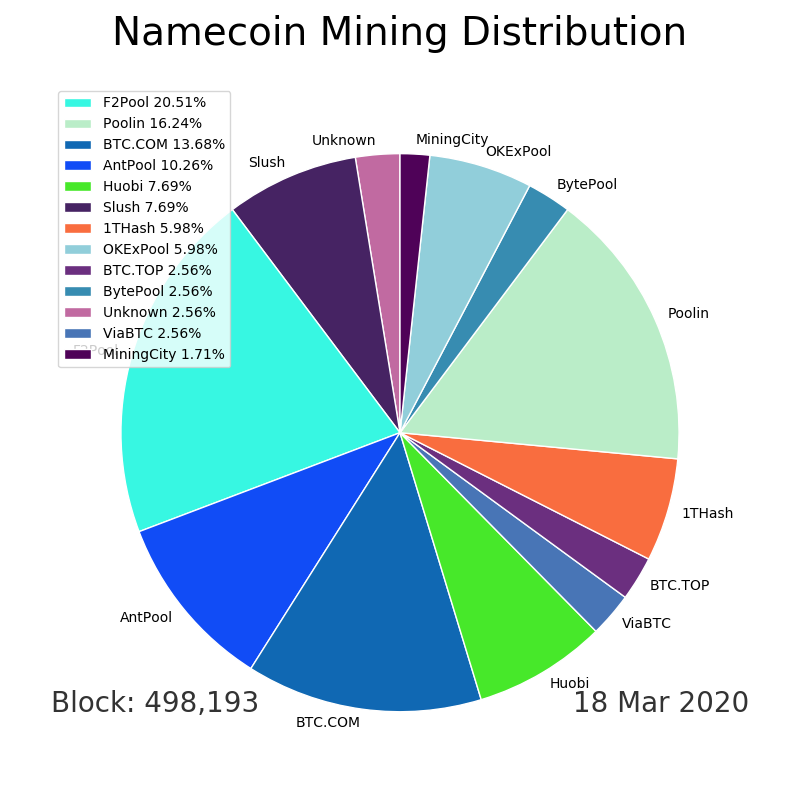 Namecoin Mining Distribution
F2Pool 20.51%
Poolin 16.24%
BTC.COM 13.68%
AntPool 10.26%
Huobi 7.69%
Slush 7.69%
1THash 5.98%
OKExPool 5.98%
BTC.TOP 2.56%
BytePool 2.56%
Unknown 2.56%
ViaBTC 2.56%
MiningCity 1.71%
Unknown
MiningCity
OKExPool
Slush
BytePool
Poolin
F2Pool
1THash
BTC.TOP
AntPool
ViaBTC
Huobi
Block: 498,193
18 Mar 2020
BTC.COM